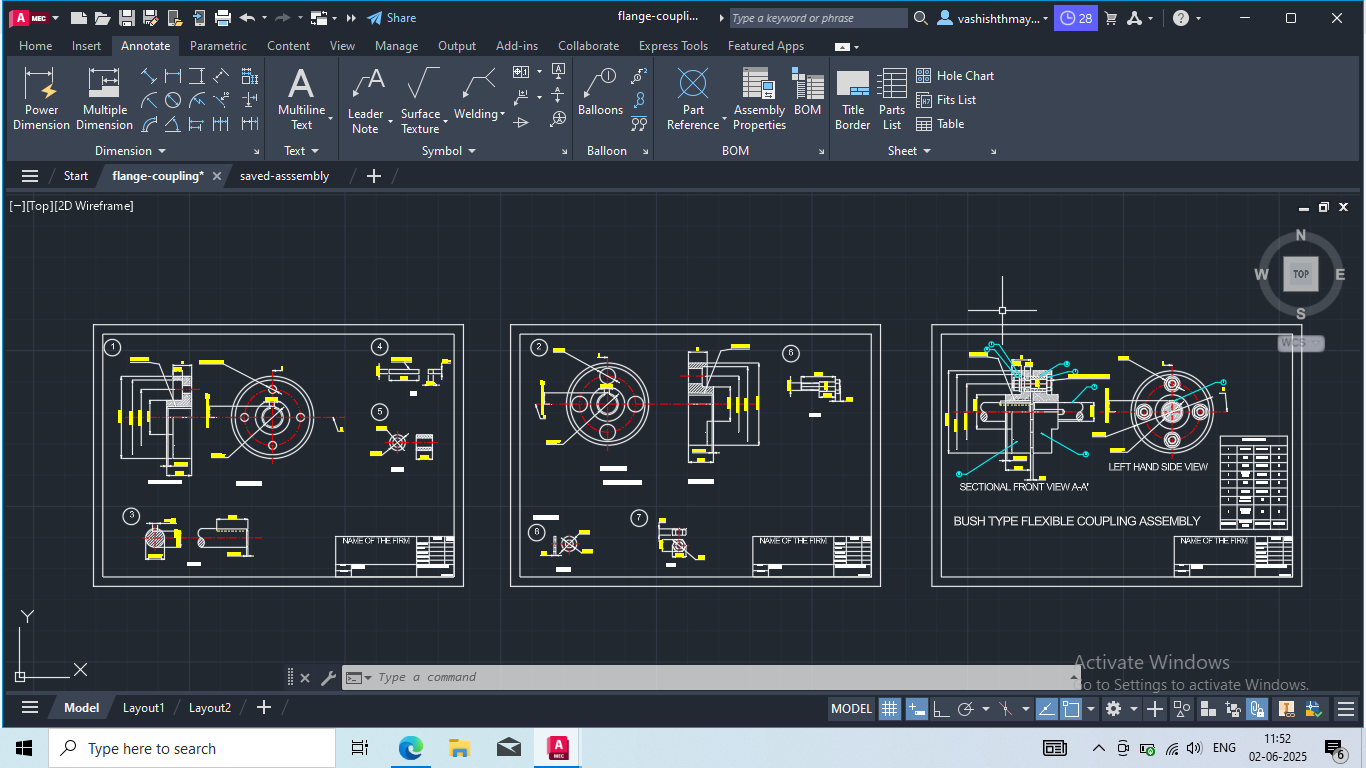 A MEC Share flange-coupli... Type a keyword or phrase vashishthmay... 28
Home Insert Annotate Parametric Content View Manage Output Add-ins Collaborate Express Tools Featured Apps
Power Dimension Multiple Dimension Multiline Text Leader Note Surface Texture Welding Balloons Part Reference Assembly Properties BOM Title Border Parts List Hole Chart
Fits List
Table
Dimension Text Symbol Balloon BOM Sheet
Start flange-coupling* saved-asssembly
[−][Top][2D Wireframe]
N
W TOP E
S
WCS
1 4 2 6
5
LEFT HAND SIDE VIEW
SECTIONAL FRONT VIEW A-A'
3 8 7 BUSH TYPE FLEXIBLE COUPLING ASSEMBLY
NAME OF THE FIRM NAME OF THE FIRM NAME OF THE FIRM
Y
X
Type a command
Activate Windows
Go to Settings to activate Windows.
Model Layout1 Layout2 MODEL
Type here to search A MEC ENG 11:52
02-06-2025 6